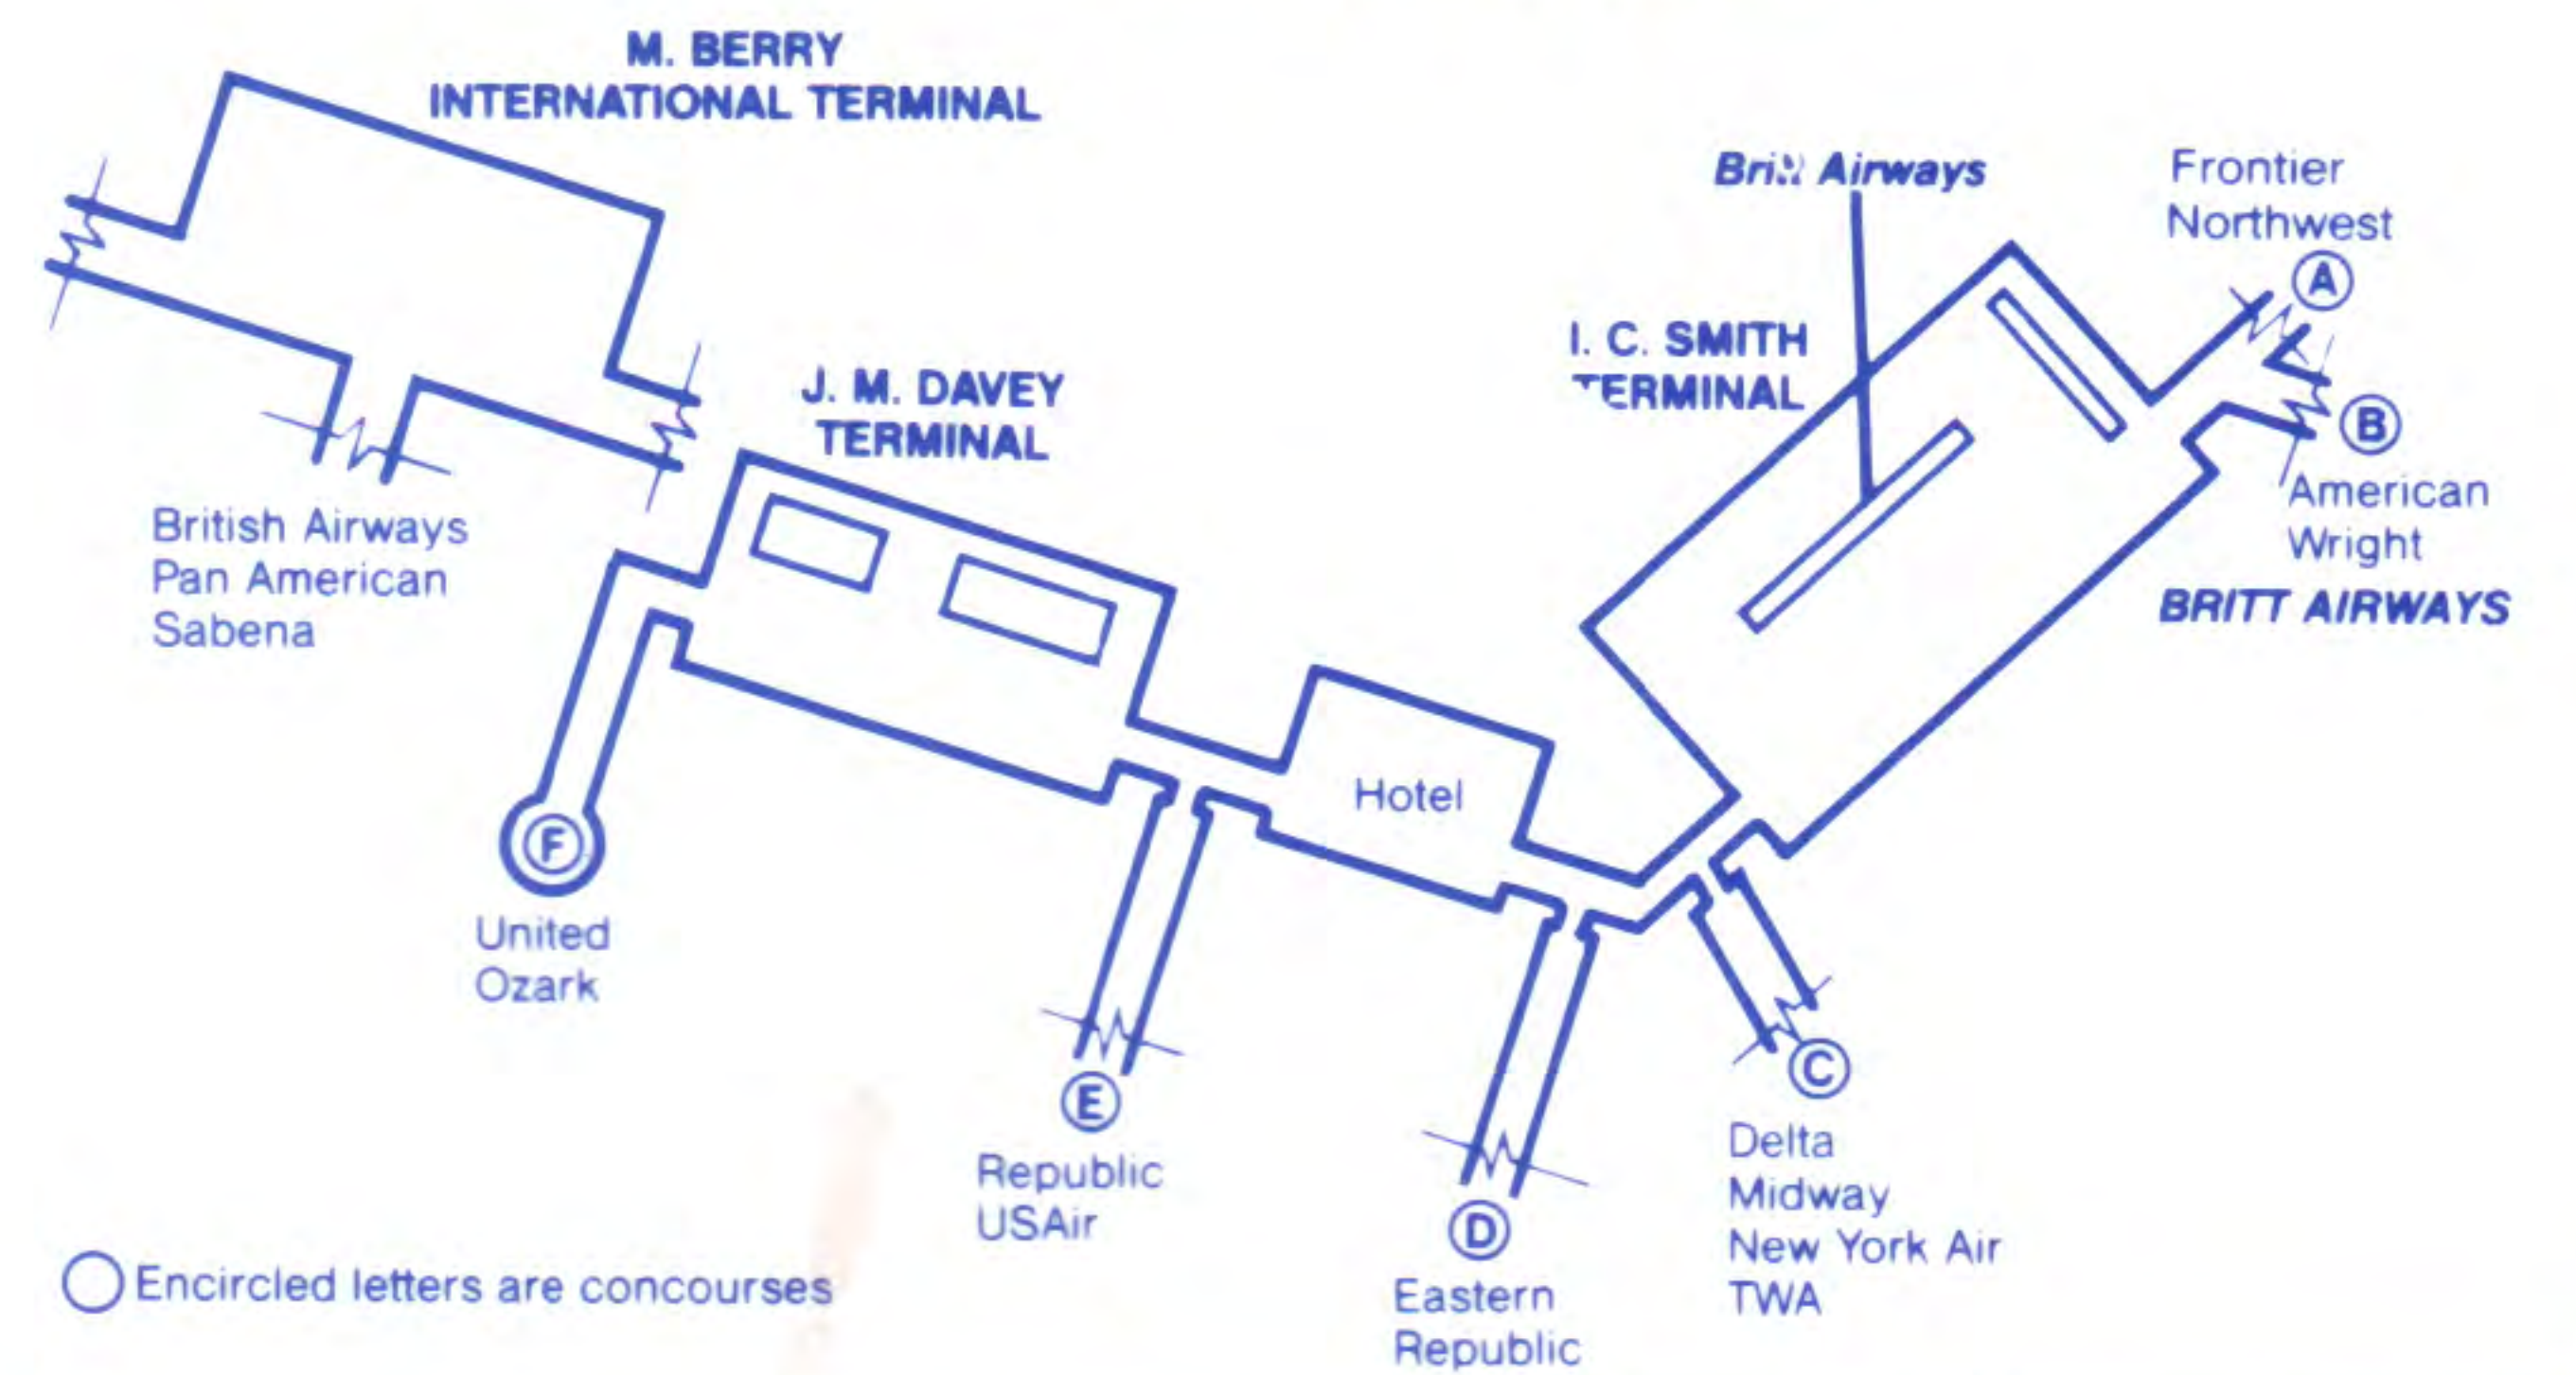 M. BERRY
INTERNATIONAL TERMINAL
Airways
Frontier
Northwest
A
I. C. SMITH
TERMINAL
J. M. DAVEY
TERMINAL
B
American
Wright
BRITT AIRWAYS
British Airways
Pan American
Sabena
Hotel
F
United
Ozark
E
Republic
USAir
D
Eastern
Republic
C
Delta
Midway
New York Air
TWA
Encircled letters are concourses